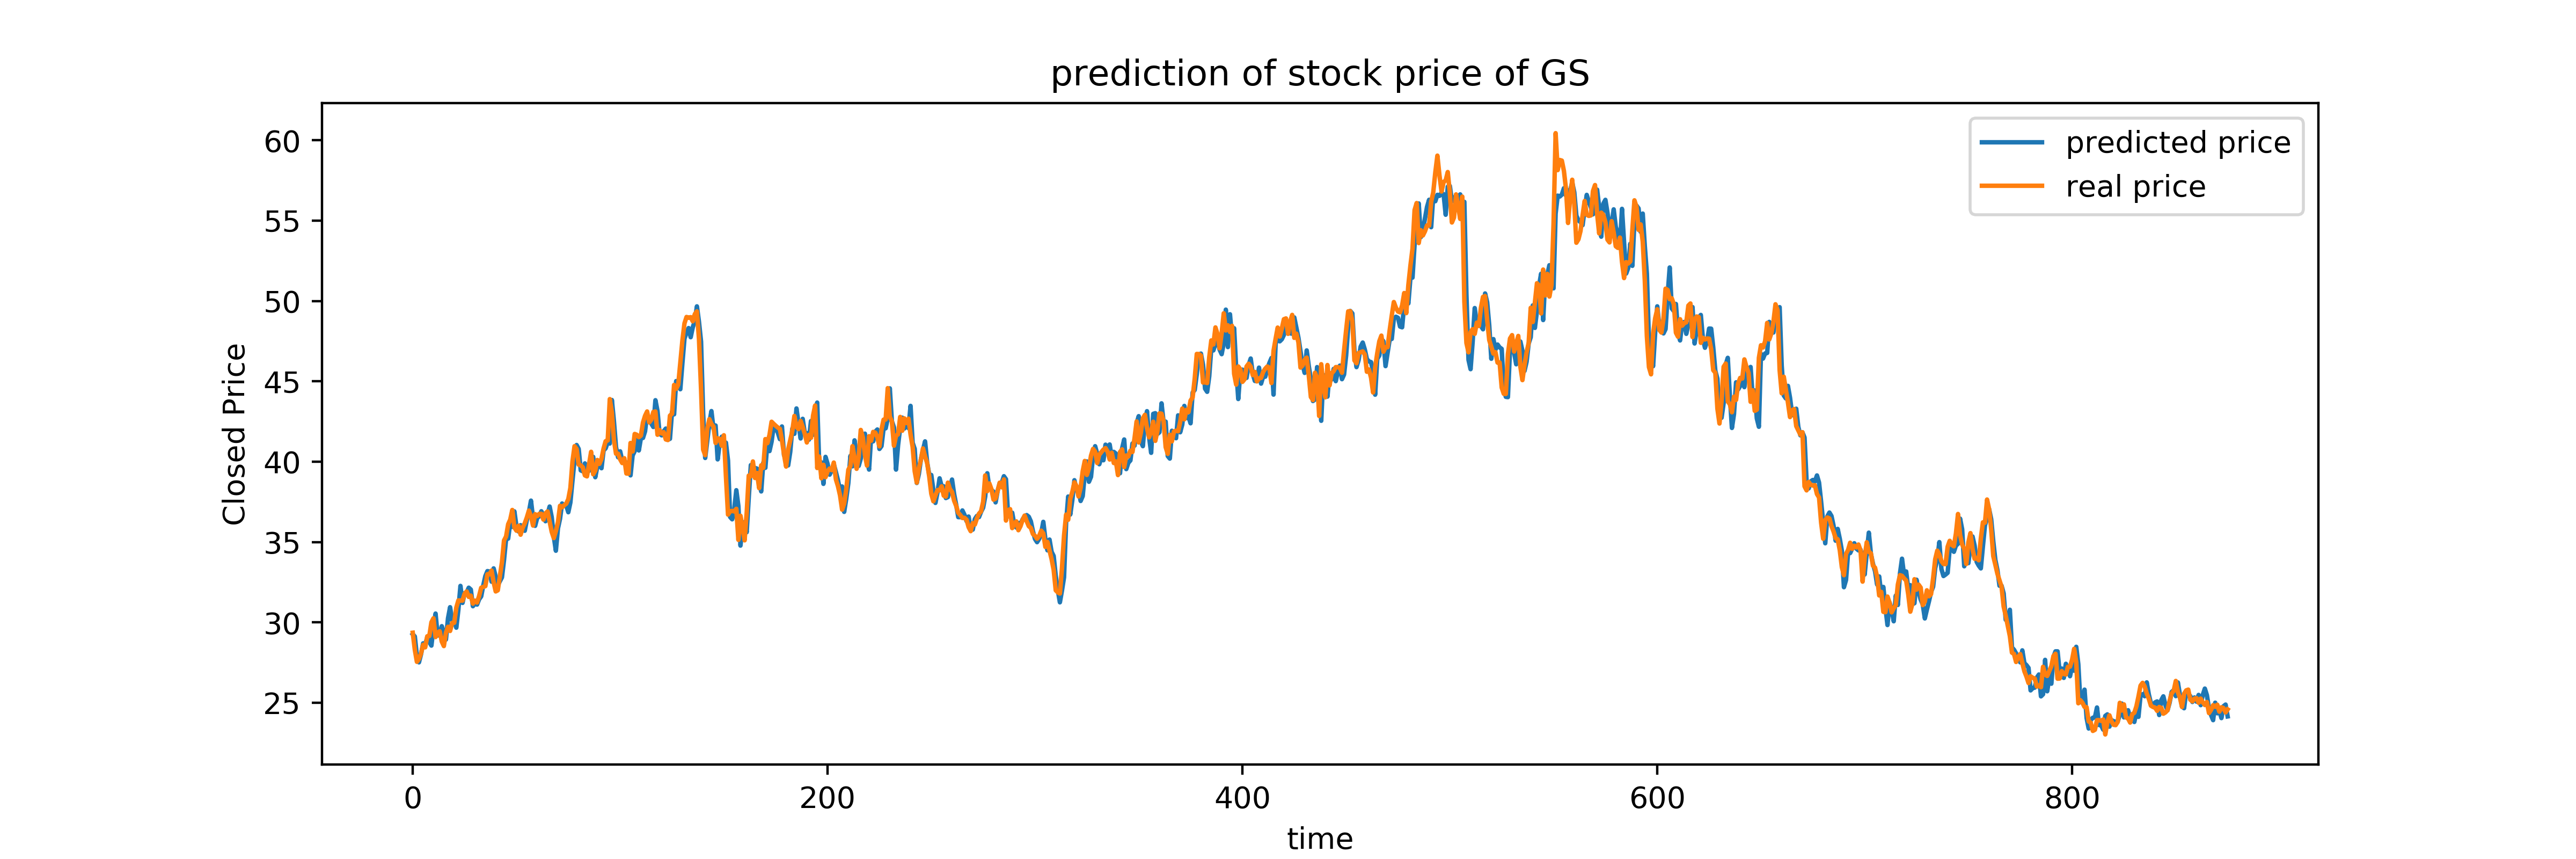 prediction of stock price of GS
predicted price
real price
Closed Price
60
55
50
45
40
35
30
25
0 200 400 600 800
time